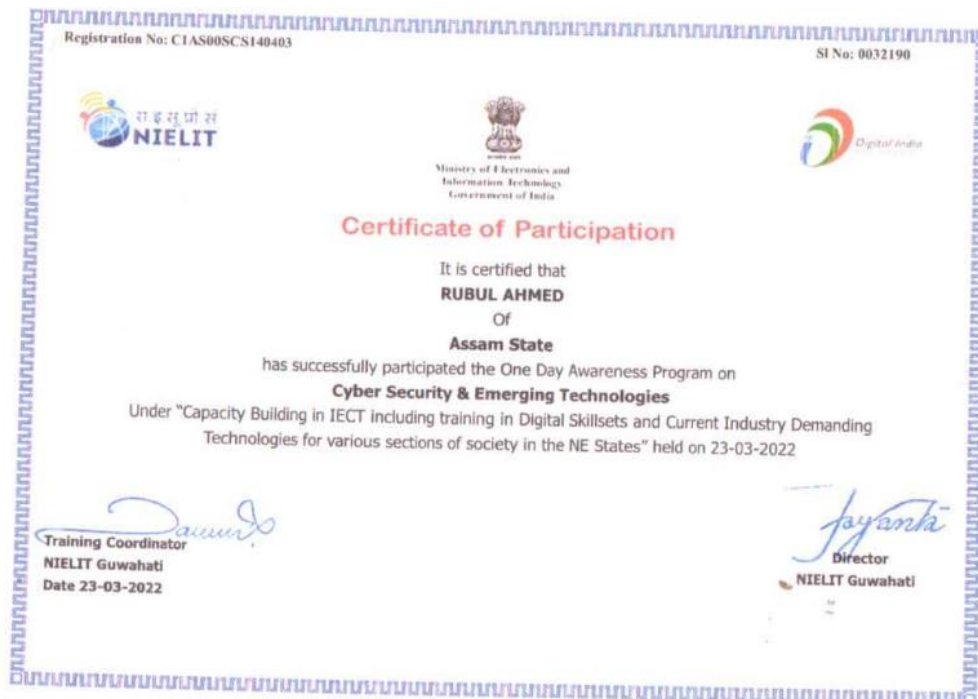 Registration No: C1AS00SCS140403
Sl No: 0032190
रा इ सू प्रौ सं
NIELIT
Digital India
Ministry of Electronics and
Information Technology
Government of India
Certificate of Participation
It is certified that
RUBUL AHMED
Of
Assam State
has successfully participated the One Day Awareness Program on
Cyber Security & Emerging Technologies
Under "Capacity Building in IECT including training in Digital Skillsets and Current Industry Demanding
Technologies for various sections of society in the NE States" held on 23-03-2022
Jayanta
Training Coordinator
NIELIT Guwahati
Date 23-03-2022
Director
NIELIT Guwahati